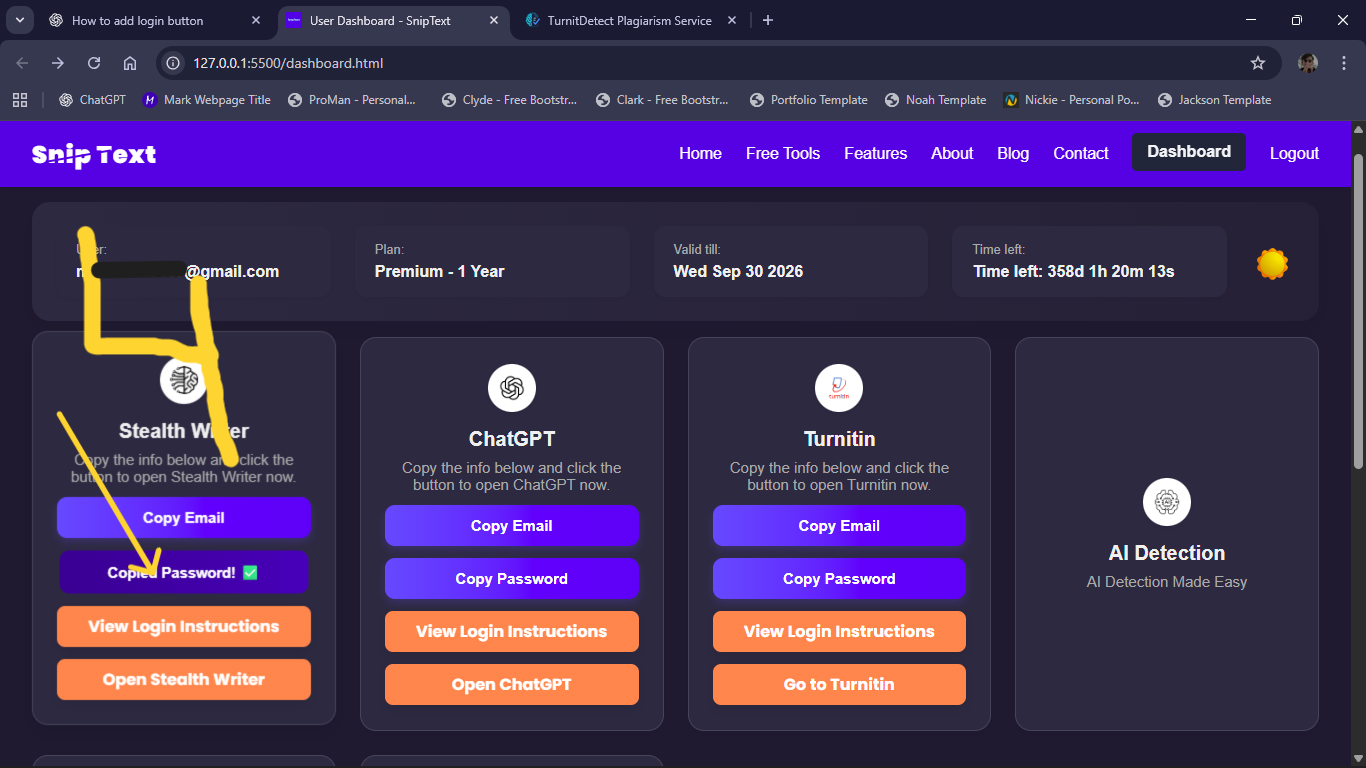 How to add login button
User Dashboard - SnipText
TurnitDetect Plagiarism Service
127.0.0.1:5500/dashboard.html
ChatGPT
Mark Webpage Title
ProMan - Personal...
Clyde - Free Bootstr...
Clark - Free Bootstr...
Portfolio Template
Noah Template
Nickie - Personal Po...
Jackson Template
Snip Text
Home
Free Tools
Features
About
Blog
Contact
Dashboard
Logout
User:
@gmail.com
Plan:
Premium - 1 Year
Valid till:
Wed Sep 30 2026
Time left:
Time left: 358d 1h 20m 13s
Stealth Writer
Copy the info below and click the
button to open Stealth Writer now.
Copy Email
Copied Password! ✅
View Login Instructions
Open Stealth Writer
ChatGPT
Copy the info below and click the
button to open ChatGPT now.
Copy Email
Copy Password
View Login Instructions
Open ChatGPT
turnitin
Turnitin
Copy the info below and click the
button to open Turnitin now.
Copy Email
Copy Password
View Login Instructions
Go to Turnitin
AI Detection
AI Detection Made Easy